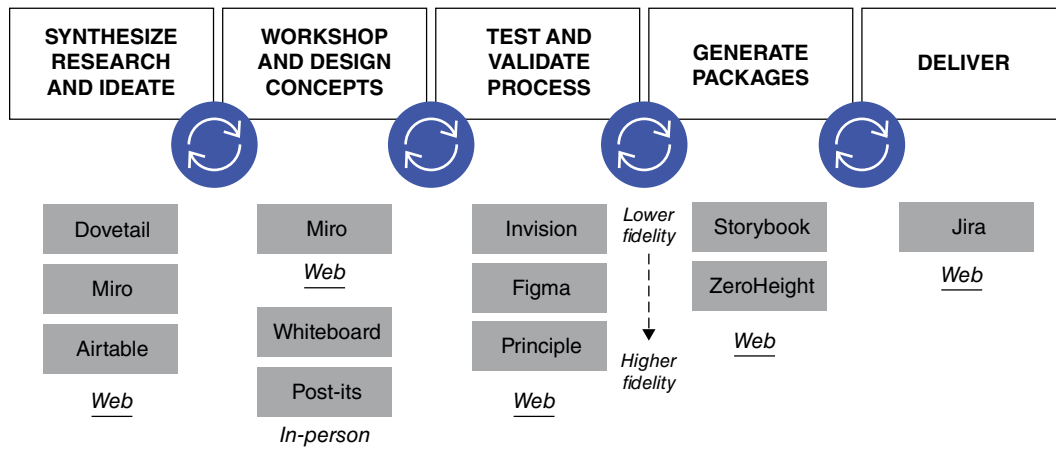 SYNTHESIZE
RESEARCH
AND IDEATE
WORKSHOP
AND DESIGN
CONCEPTS
TEST AND
VALIDATE
PROCESS
GENERATE
PACKAGES
DELIVER
Dovetail
Miro
Airtable
Web
Miro
Web
Whiteboard
Post-its
In-person
Invision
Figma
Principle
Web
Lower
fidelity
Higher
fidelity
Storybook
ZeroHeight
Web
Jira
Web